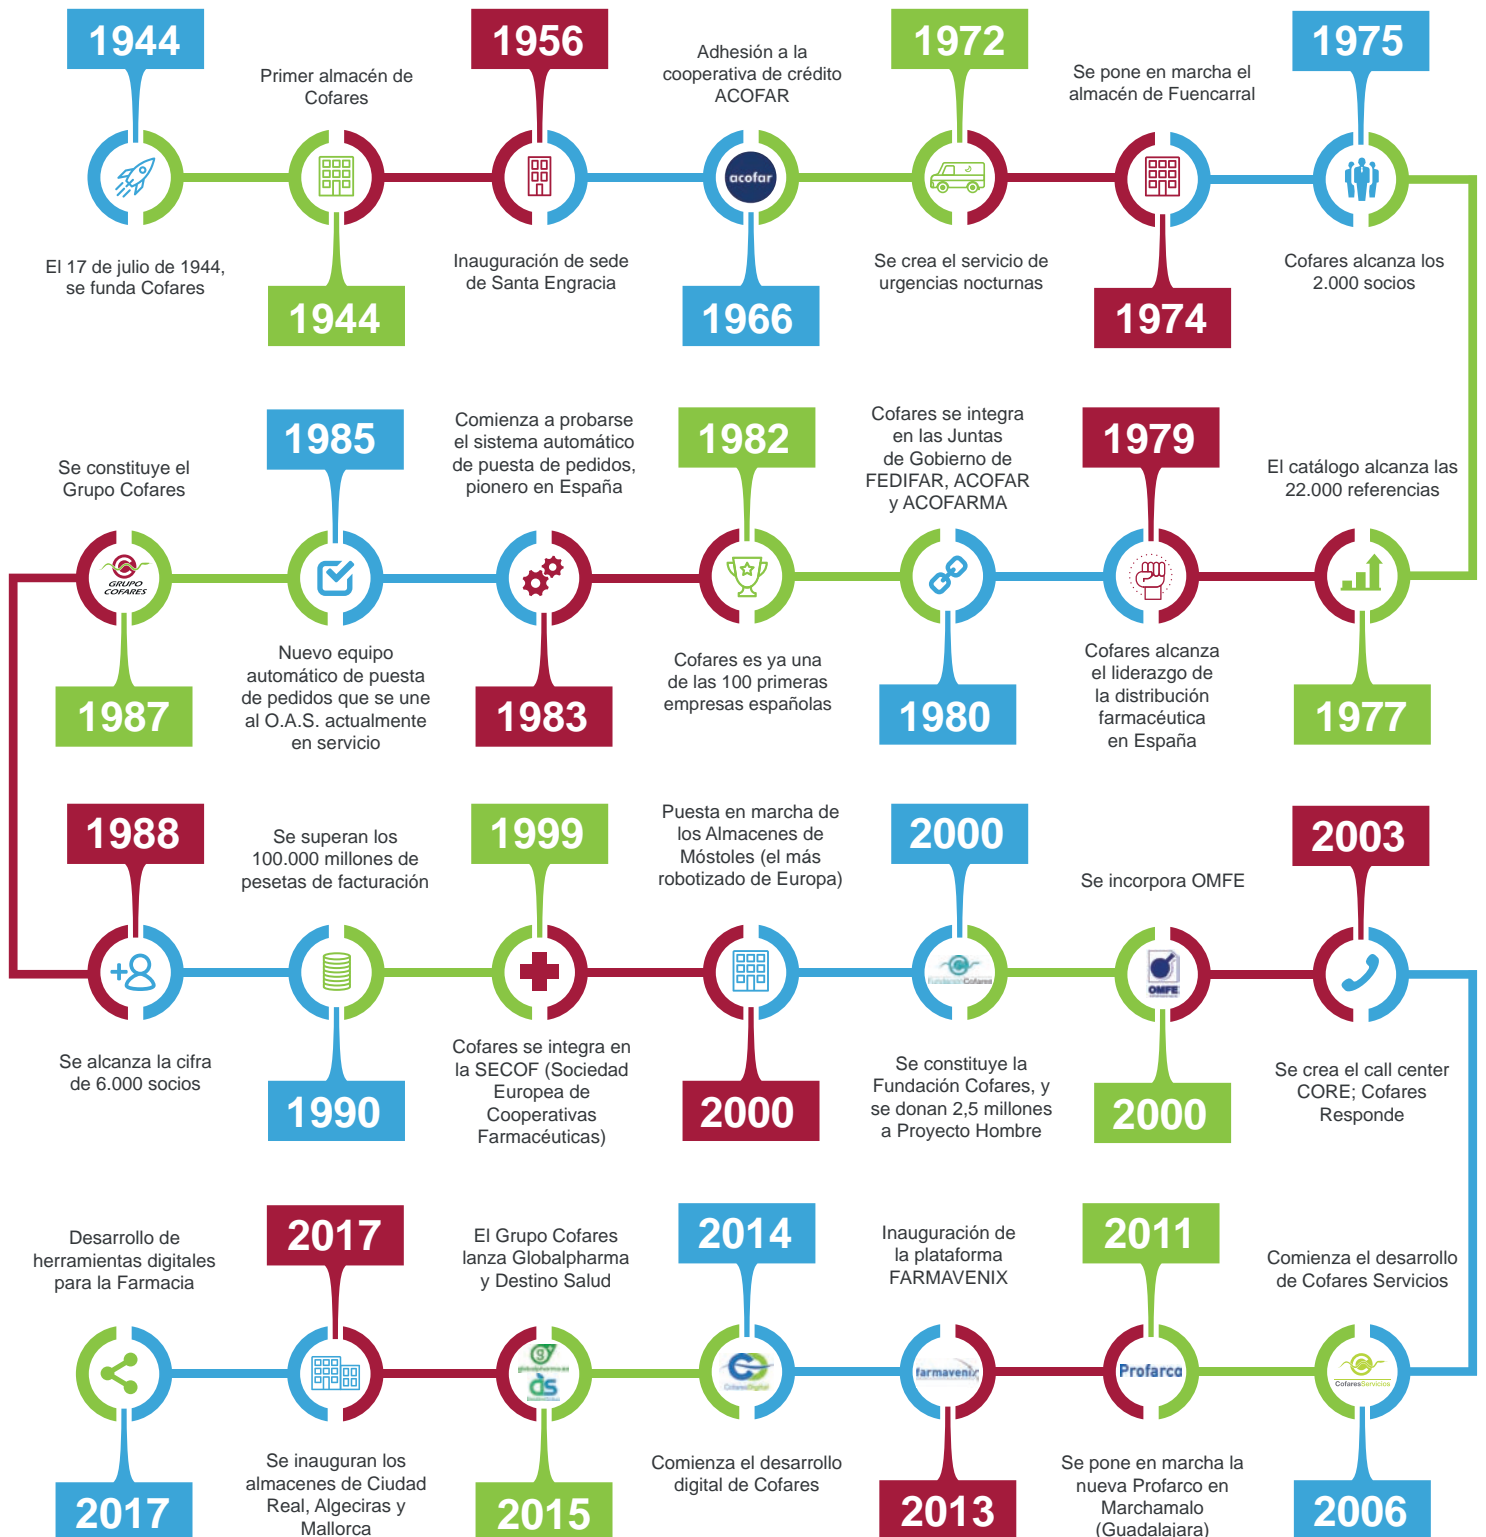 1944
El 17 de julio de 1944,
se funda Cofares
Primer almacén de
Cofares
1944
1956
Inauguración de sede
de Santa Engracia
Adhesión a la
cooperativa de crédito
ACOFAR
acofar
1966
1972
Se crea el servicio de
urgencias nocturnas
Se pone en marcha el
almacén de Fuencarral
1974
1975
Cofares alcanza los
2.000 socios
El catálogo alcanza las
22.000 referencias
1977
1979
Cofares alcanza
el liderazgo de
la distribución
farmacéutica
en España
Cofares se integra
en las Juntas
de Gobierno de
FEDIFAR, ACOFAR
y ACOFARMA
1980
1982
Cofares es ya una
de las 100 primeras
empresas españolas
Comienza a probarse
el sistema automático
de puesta de pedidos,
pionero en España
1983
1985
Nuevo equipo
automático de puesta
de pedidos que se une
al O.A.S. actualmente
en servicio
Se constituye el
Grupo Cofares
GRUPO
COFARES
1987
1988
Se alcanza la cifra
de 6.000 socios
Se superan los
100.000 millones de
pesetas de facturación
1990
1999
Cofares se integra en
la SECOF (Sociedad
Europea de
Cooperativas
Farmacéuticas)
Puesta en marcha de
los Almacenes de
Móstoles (el más
robotizado de Europa)
2000
2000
FundaciónCofares
Se constituye la
Fundación Cofares, y
se donan 2,5 millones
a Proyecto Hombre
Se incorpora OMFE
OMFE
2000
2003
Se crea el call center
CORE; Cofares
Responde
Comienza el desarrollo
de Cofares Servicios
CofaresServicios
2006
2011
Profarco
Se pone en marcha la
nueva Profarco en
Marchamalo
(Guadalajara)
Inauguración de
la plataforma
FARMAVENIX
farmavenix
2013
2014
CofaresDigital
Comienza el desarrollo
digital de Cofares
El Grupo Cofares
lanza Globalpharma
y Destino Salud
g
ds
2015
2017
Se inauguran los
almacenes de Ciudad
Real, Algeciras y
Mallorca
Desarrollo de
herramientas digitales
para la Farmacia
2017